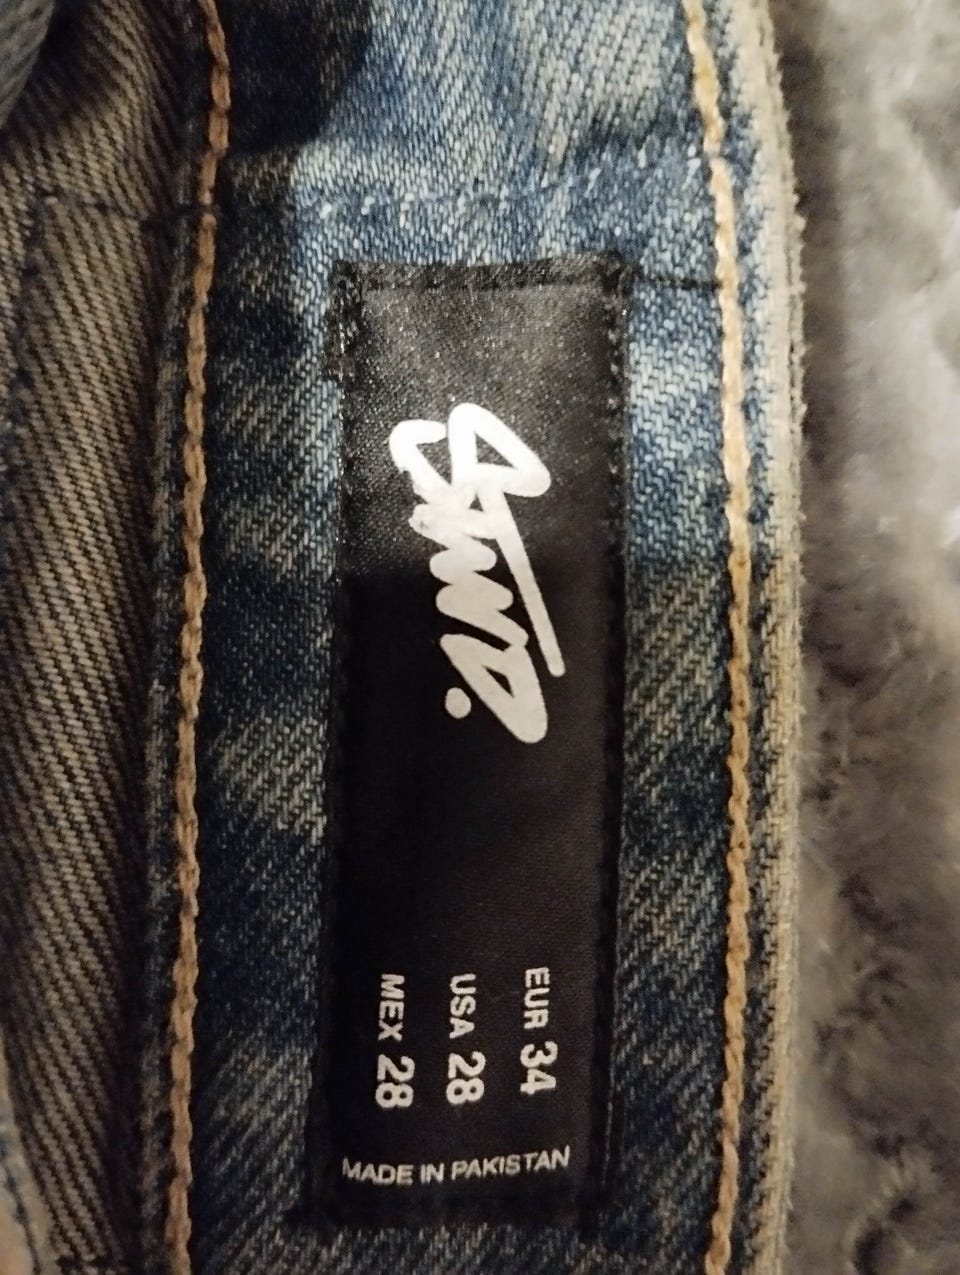 EUR 34
USA 28
MEX 28
MADE IN PAKISTAN